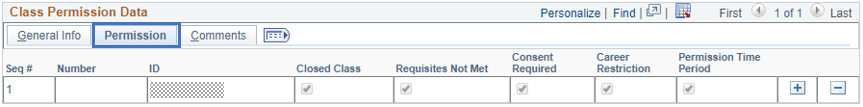 Class Permission Data
Personalize | Find | First 1 of 1 Last
General Info Permission Comments
Seq # Number ID Closed Class Requisites Not Met Consent Required Career Restriction Permission Time Period
1